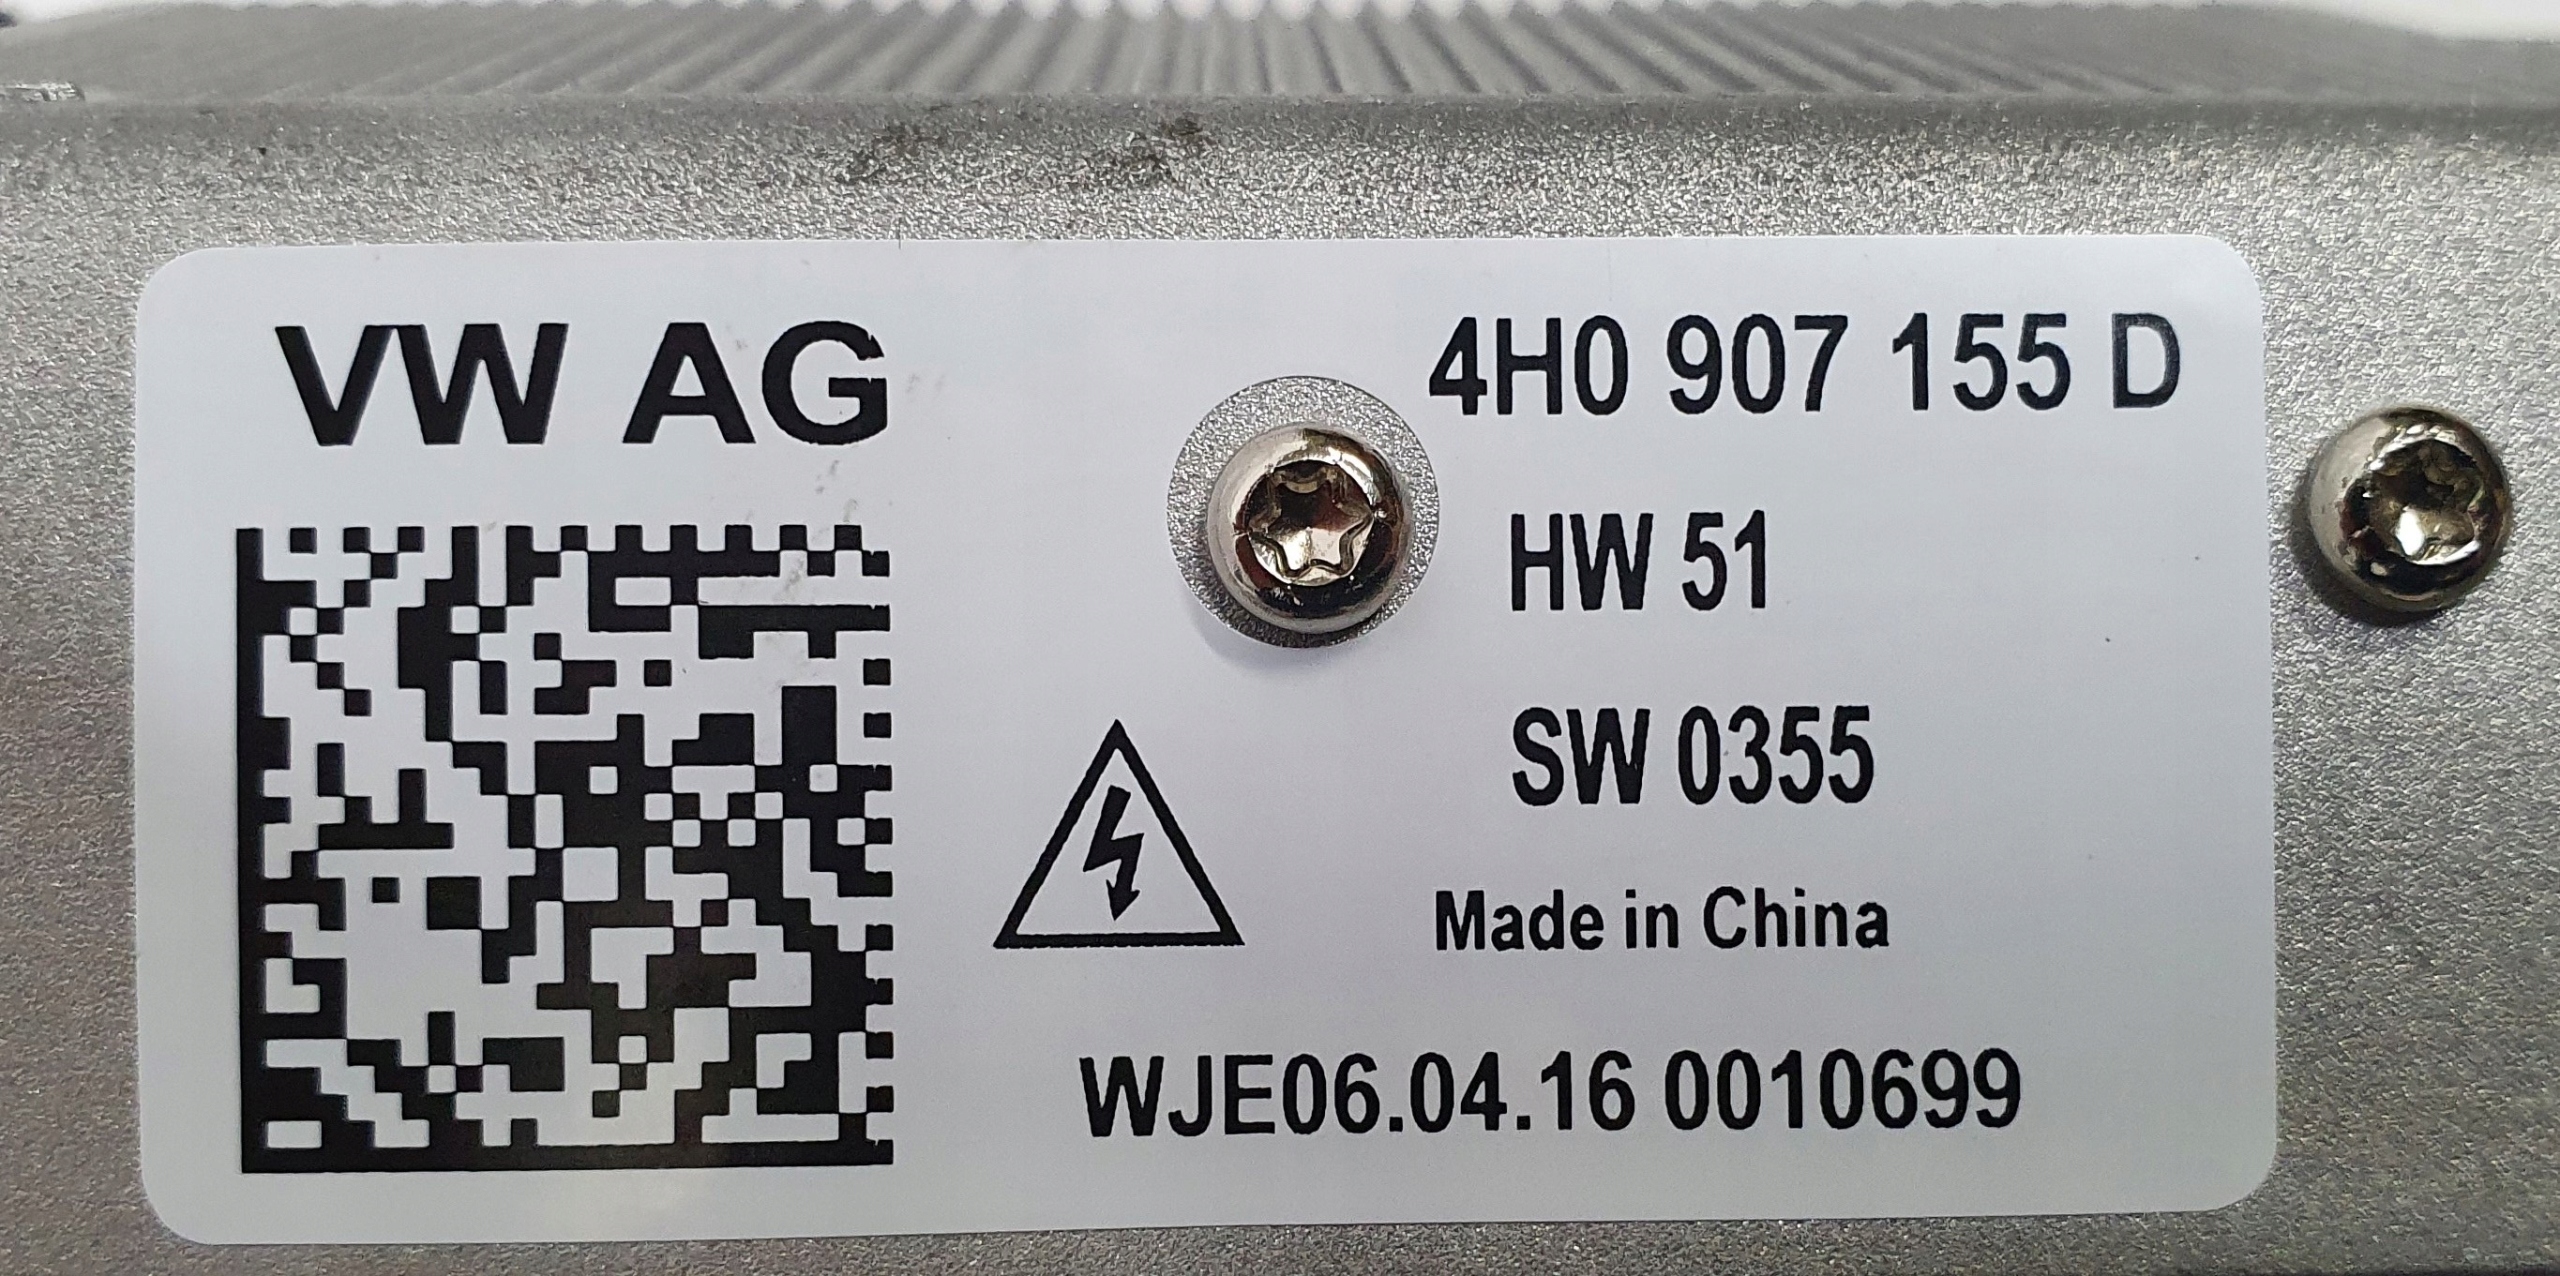 VW AG
4H0 907 155 D
HW 51
SW 0355
Made in China
WJE06.04.16 0010699